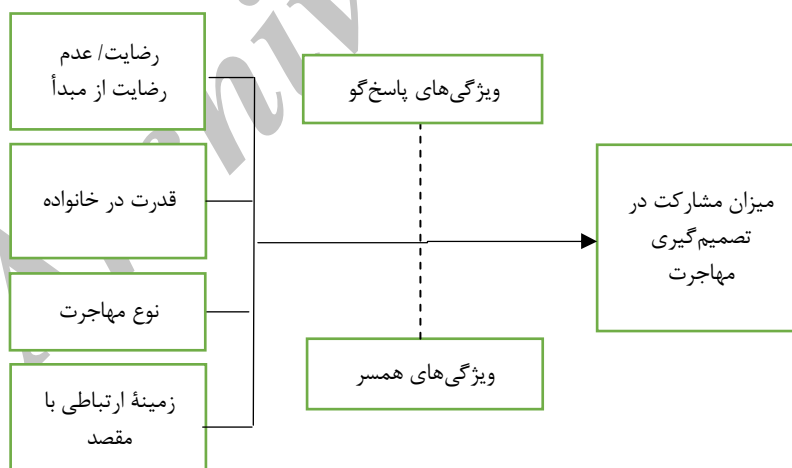 رضایت/ عدم
رضایت از مبدأ
قدرت در خانواده
نوع مهاجرت
زمینهٔ ارتباطی با
مقصد
ویژگی‌های پاسخ‌گو
ویژگی‌های همسر
میزان مشارکت در
تصمیم‌گیری
مهاجرت